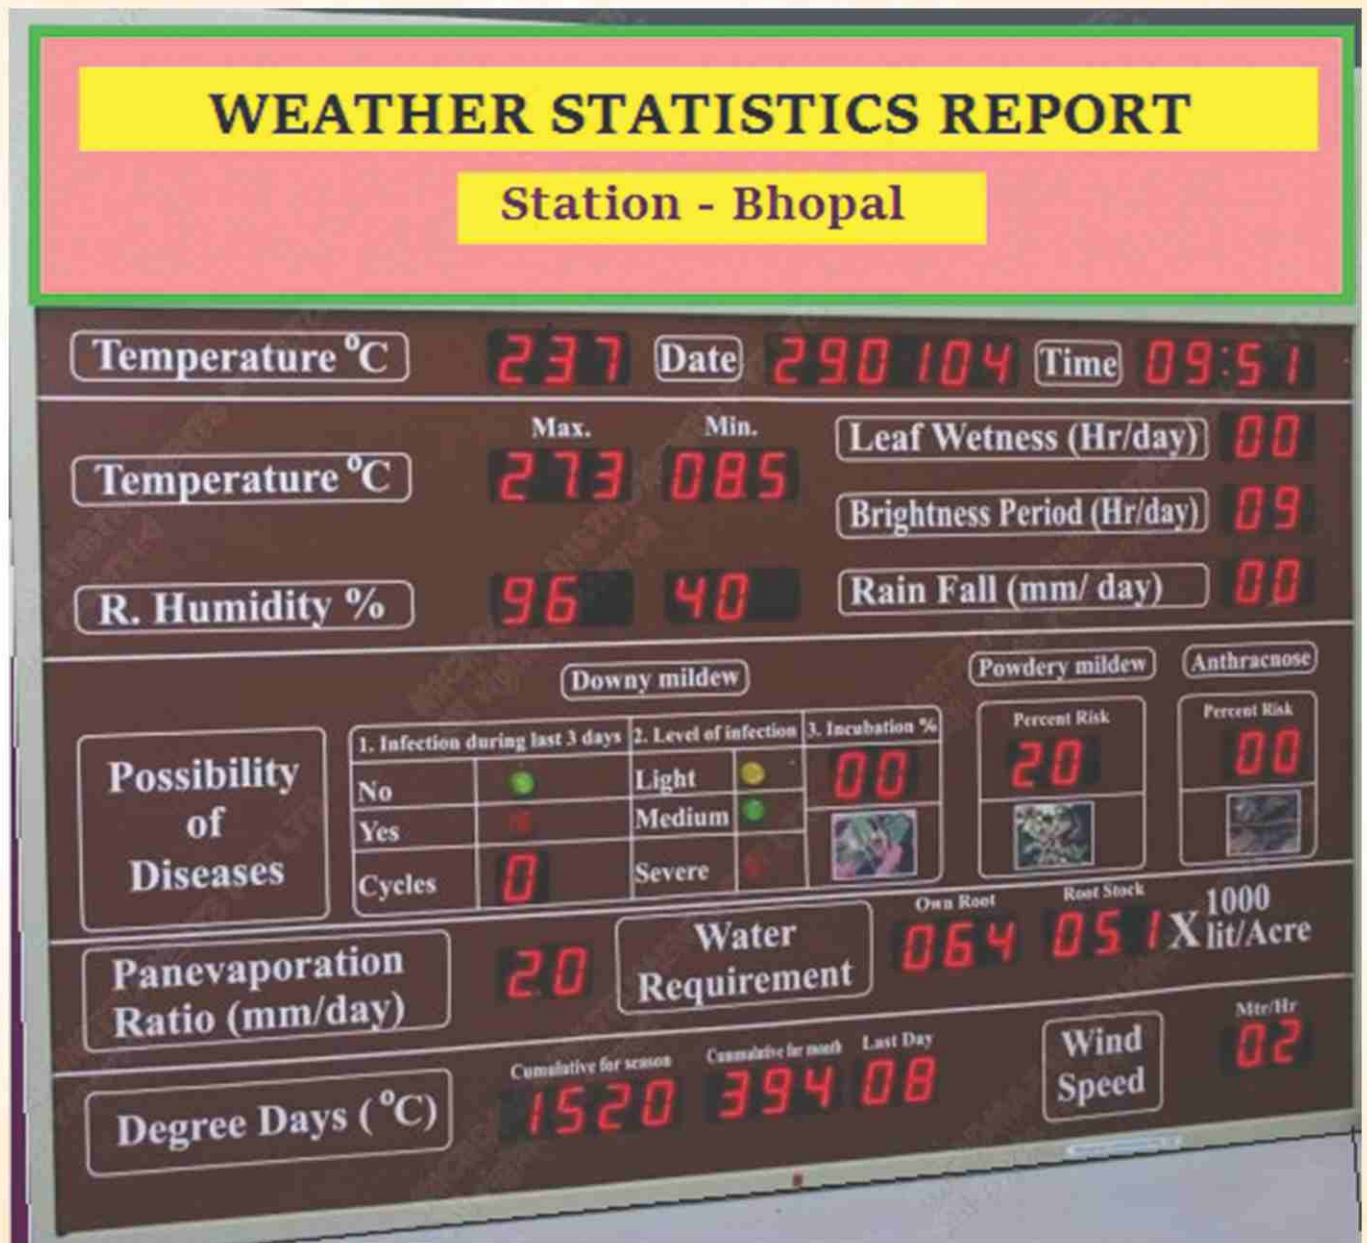 WEATHER STATISTICS REPORT
Station - Bhopal
Temperature °C 237 Date 290104 Time 09:51
Max. Min.
Temperature °C 273 085
Leaf Wetness (Hr/day) 00
Brightness Period (Hr/day) 09
R. Humidity % 96 40
Rain Fall (mm/ day) 00
Possibility
of
Diseases
Downy mildew
1. Infection during last 3 days 2. Level of infection 3. Incubation %
No Light 00
Yes Medium
Cycles 0 Severe
Powdery mildew
Percent Risk
20
Anthracnose
Percent Risk
00
Panevaporation
Ratio (mm/day)
20
Water
Requirement
Own Root Root Stock
064 051 X 1000
lit/Acre
Degree Days (°C)
Cumulative for season Cummulative for month Last Day
1520 394 08
Wind
Speed
Mtr/Hr
02